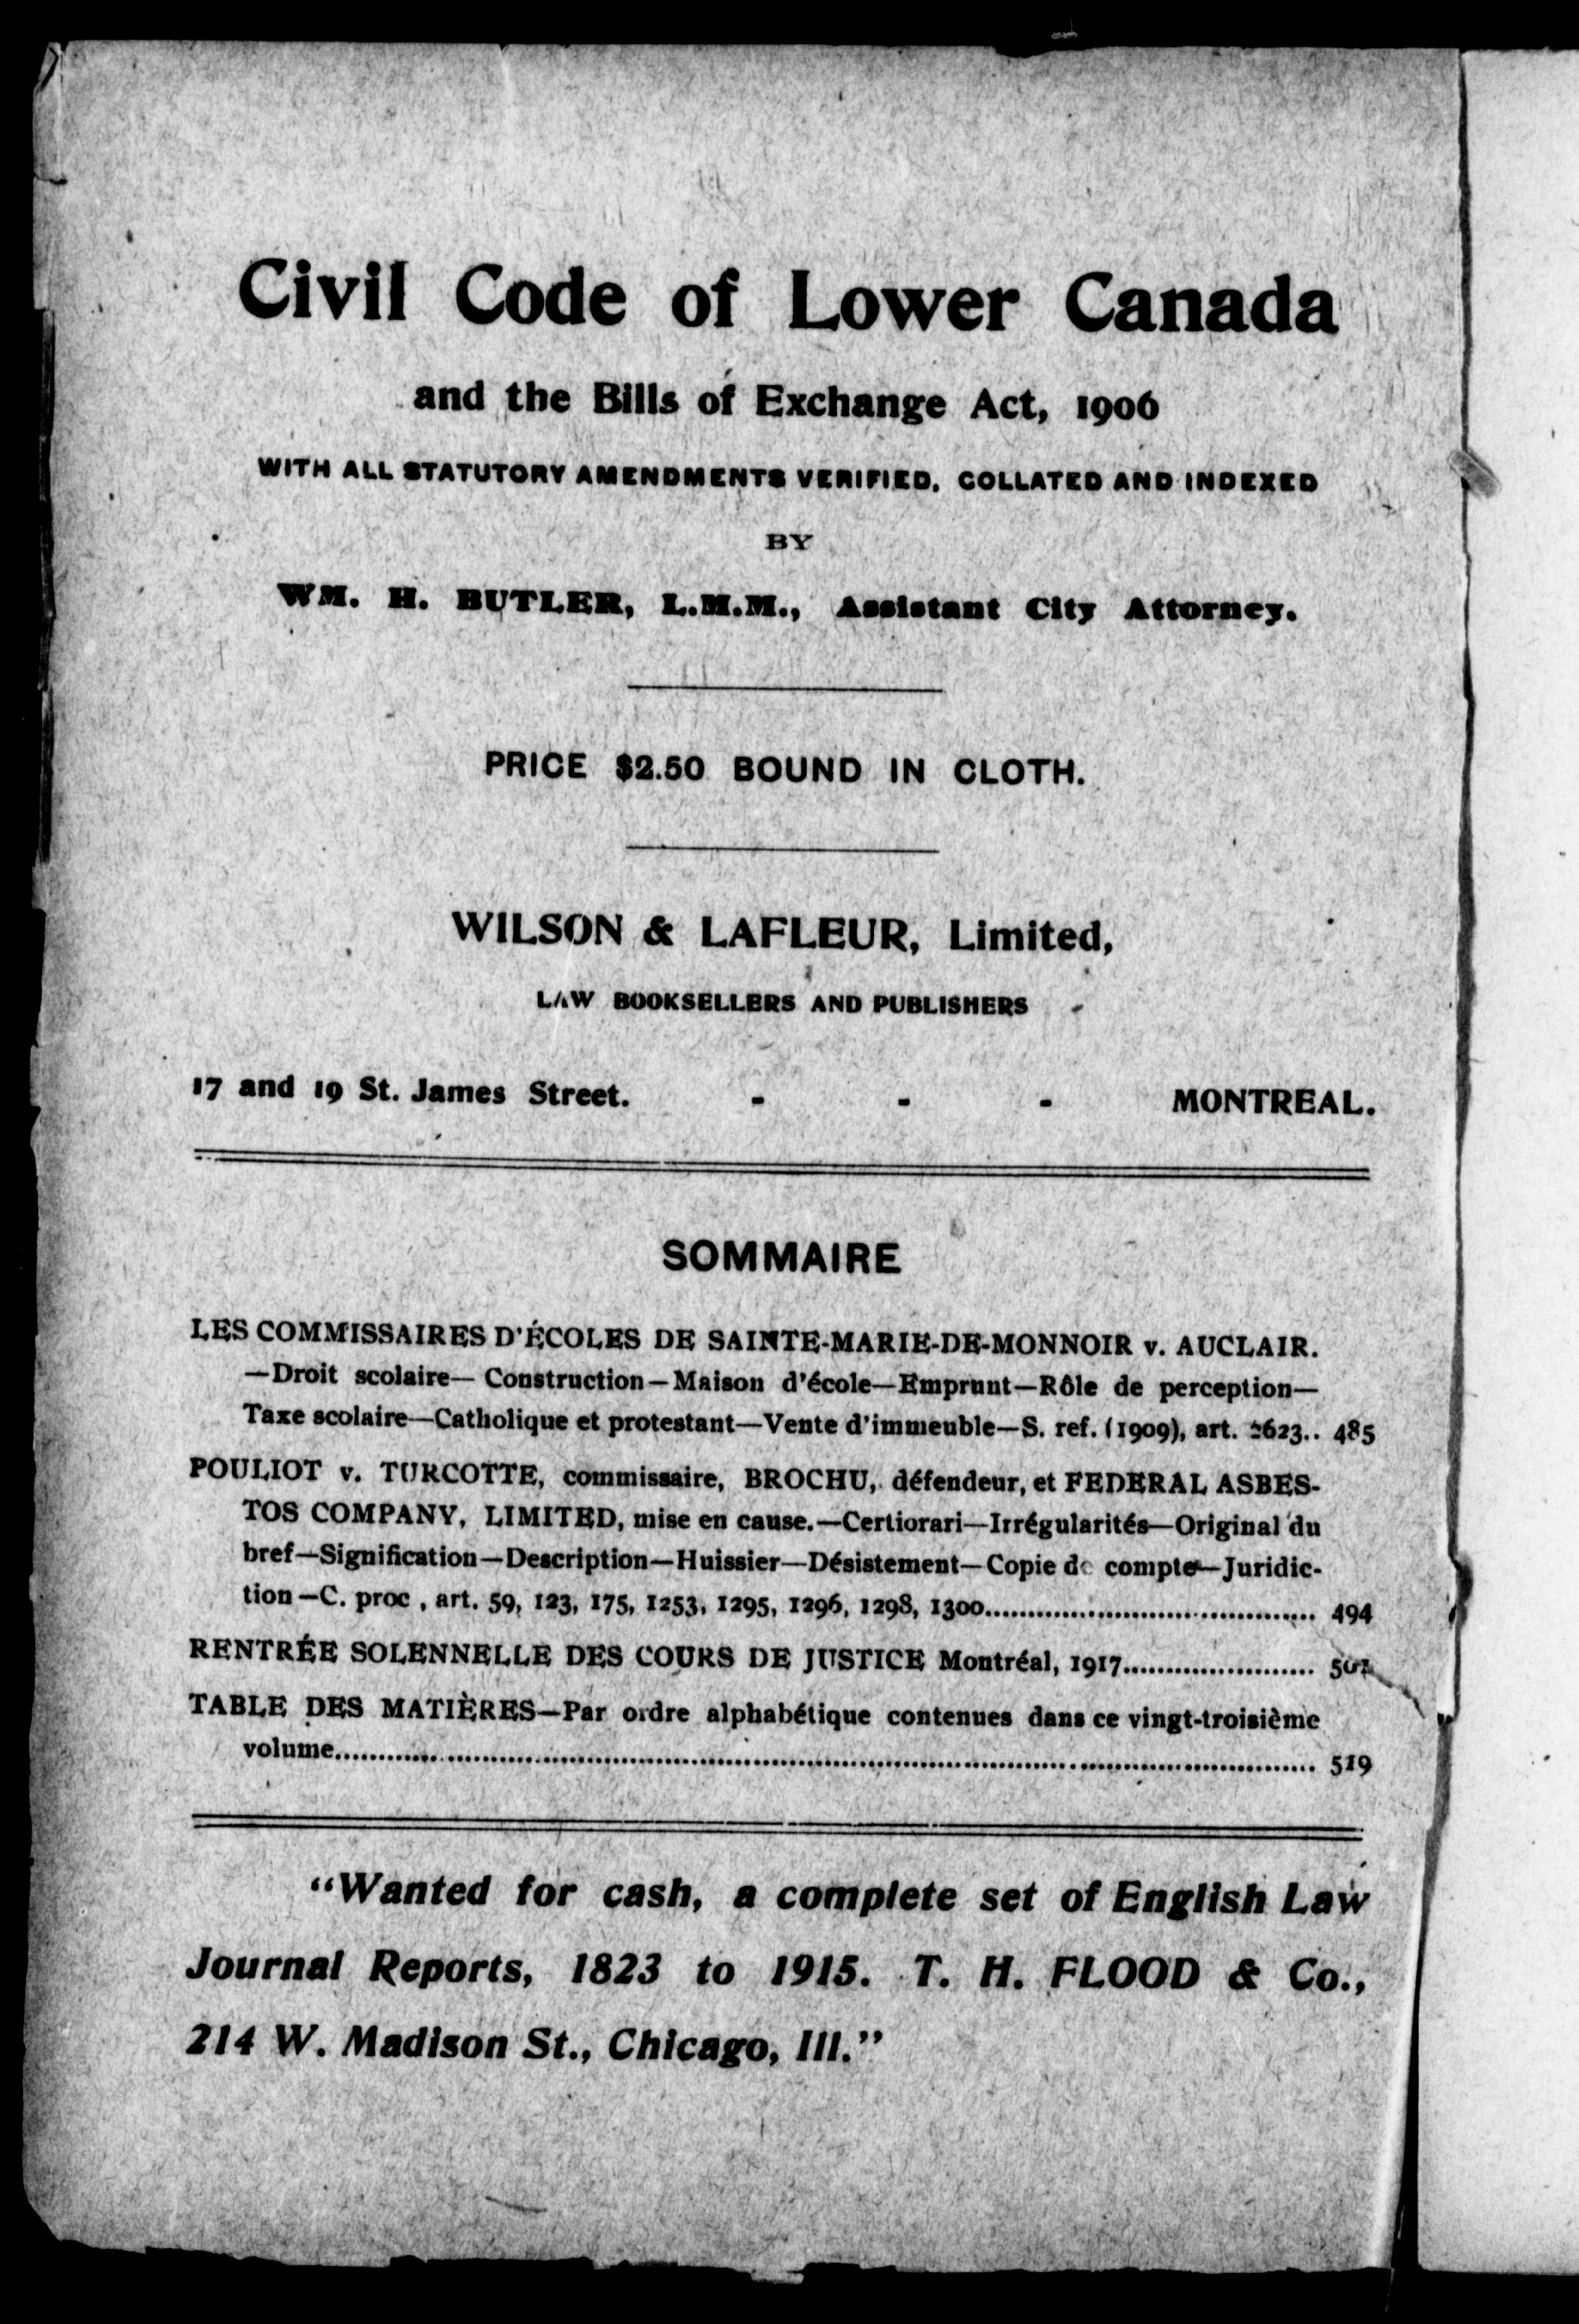 Civil Code of Lower Canada
and the Bills of Exchange Act, 1906
WITH ALL STATUTORY AMENDMENTS VERIFIED, COLLATED AND INDEXED
BY
WM. H. BUTLER, L.M.M., Assistant City Attorney.
PRICE $2.50 BOUND IN CLOTH.
WILSON & LAFLEUR, Limited,
LAW BOOKSELLERS AND PUBLISHERS
17 and 19 St. James Street. - - - MONTREAL.
SOMMAIRE
LES COMMISSAIRES D'ÉCOLES DE SAINTE-MARIE-DE-MONNOIR v. AUCLAIR.
—Droit scolaire—Construction—Maison d'école—Emprunt—Rôle de perception—
Taxe scolaire—Catholique et protestant—Vente d'immeuble—S. ref. (1909), art. 2623.. 485
POULIOT v. TURCOTTE, commissaire, BROCHU, défendeur, et FEDERAL ASBES-
TOS COMPANY, LIMITED, mise en cause.—Certiorari—Irrégularités—Original du
bref—Signification—Description—Huissier—Désistement—Copie de compte—Juridic-
tion—C. proc, art. 59, 123, 175, 1253, 1295, 1296, 1298, 1300........ 494
RENTRÉE SOLENNELLE DES COURS DE JUSTICE Montréal, 1917........
TABLE DES MATIÈRES—Par ordre alphabétique contenues dans ce vingt-troisième
volume........ 519
"Wanted for cash, a complete set of English Law
Journal Reports, 1823 to 1915. T. H. FLOOD & Co.,
214 W. Madison St., Chicago, Ill."